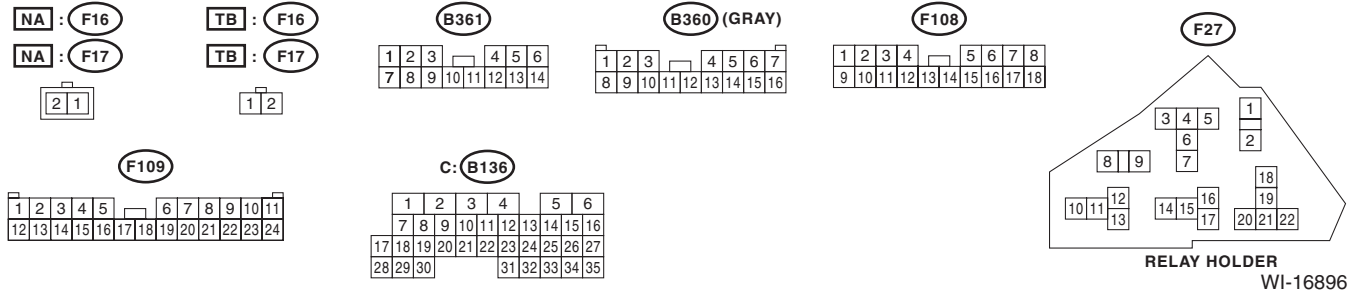 NA : F16
NA : F17
2 1
TB : F16
TB : F17
1 2
B361
1 2 3 4 5 6
7 8 9 10 11 12 13 14
B360 (GRAY)
1 2 3 4 5 6 7
8 9 10 11 12 13 14 15 16
F108
1 2 3 4 5 6 7 8
9 10 11 12 13 14 15 16 17 18
F27
1
3 4 5
2
6
7
8 9
18
12
16
19
10 11
14 15
13
17
20 21 22
RELAY HOLDER
F109
1 2 3 4 5 6 7 8 9 10 11
12 13 14 15 16 17 18 19 20 21 22 23 24
C: B136
1 2 3 4 5 6
7 8 9 10 11 12 13 14 15 16
17 18 19 20 21 22 23 24 25 26 27
28 29 30 31 32 33 34 35
WI-16896